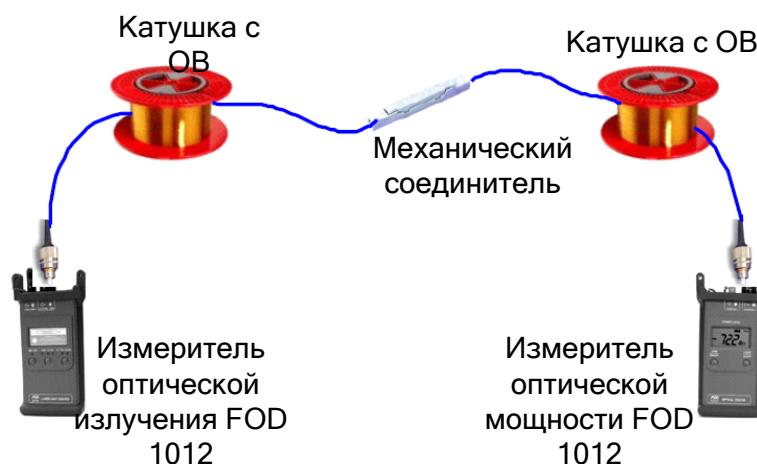 Катушка с
ОВ
Катушка с ОВ
Механический
соединитель
Измеритель
оптической
излучения FOD
1012
Измеритель
оптической
мощности FOD
1012